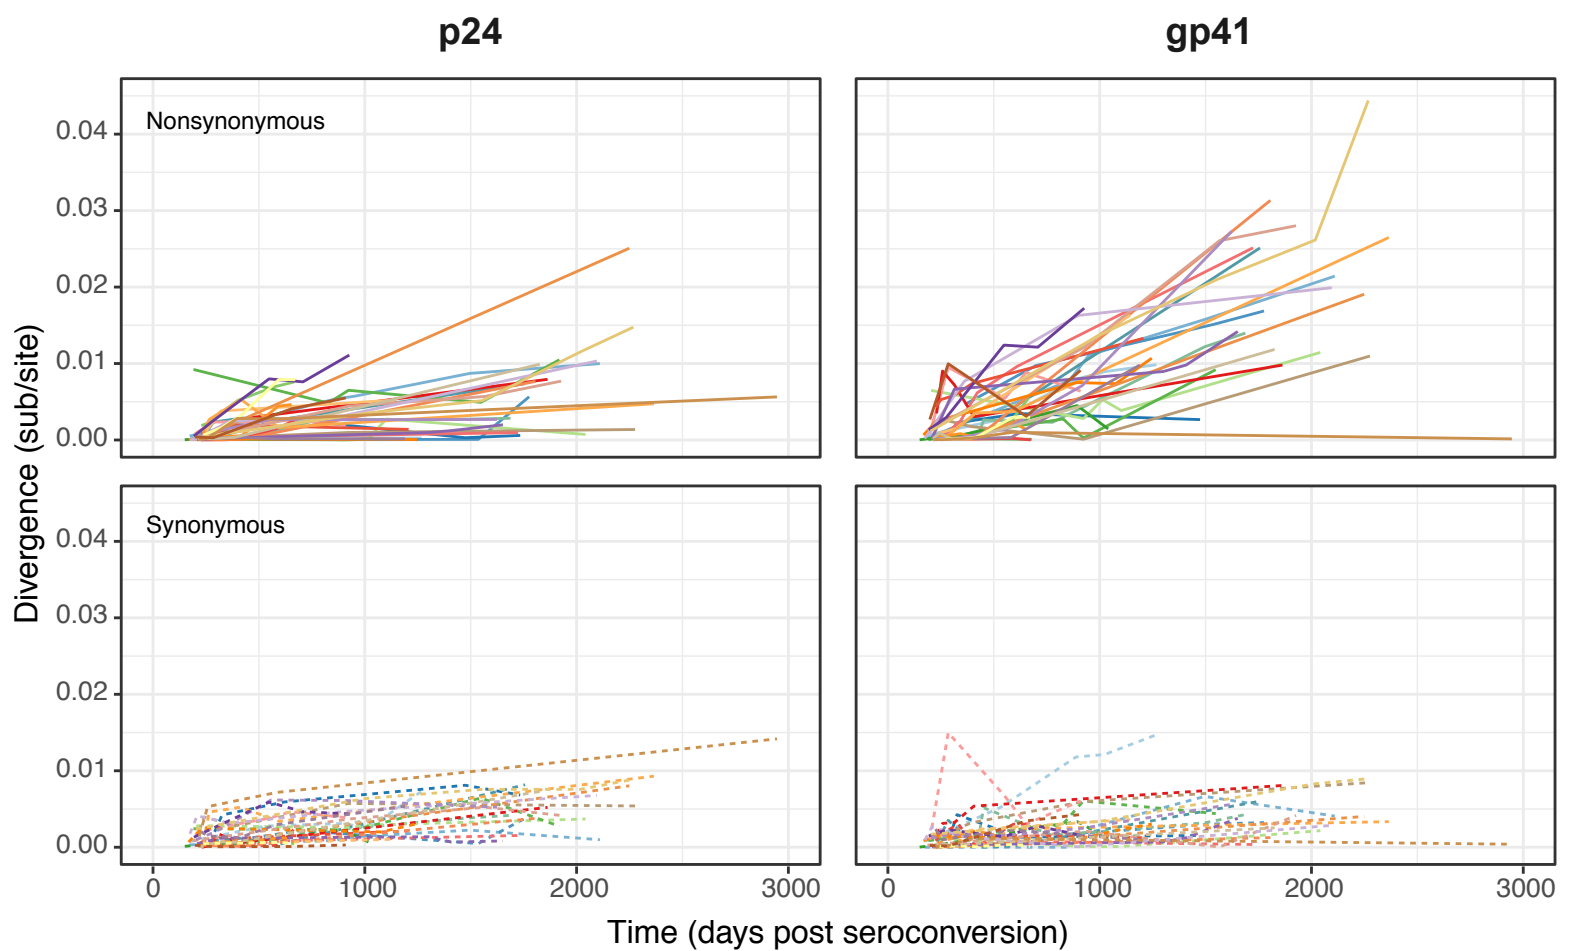 p24
gp41
Nonsynonymous
0.04
0.03
0.02
0.01
0.00
Synonymous
0.04
0.03
0.02
0.01
0.00
Divergence (sub/site)
0 1000 2000 3000
0 1000 2000 3000
Time (days post seroconversion)